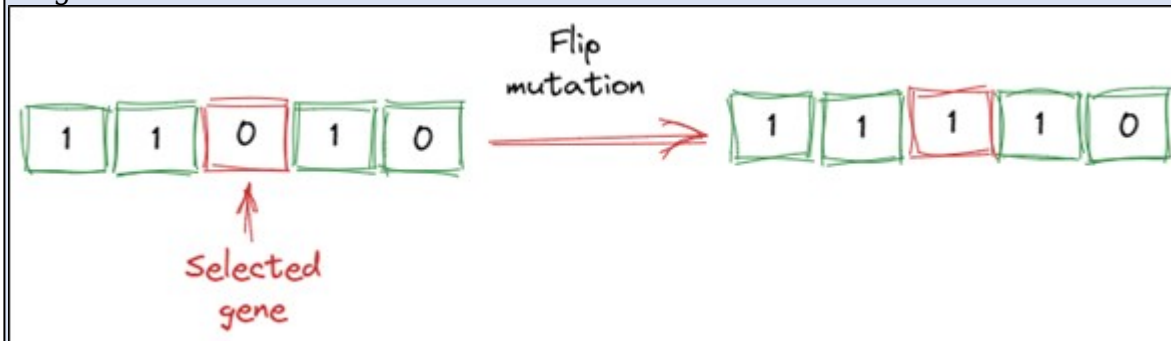 Flip
mutation
1 1 0 1 0
1 1 1 1 0
Selected
gene